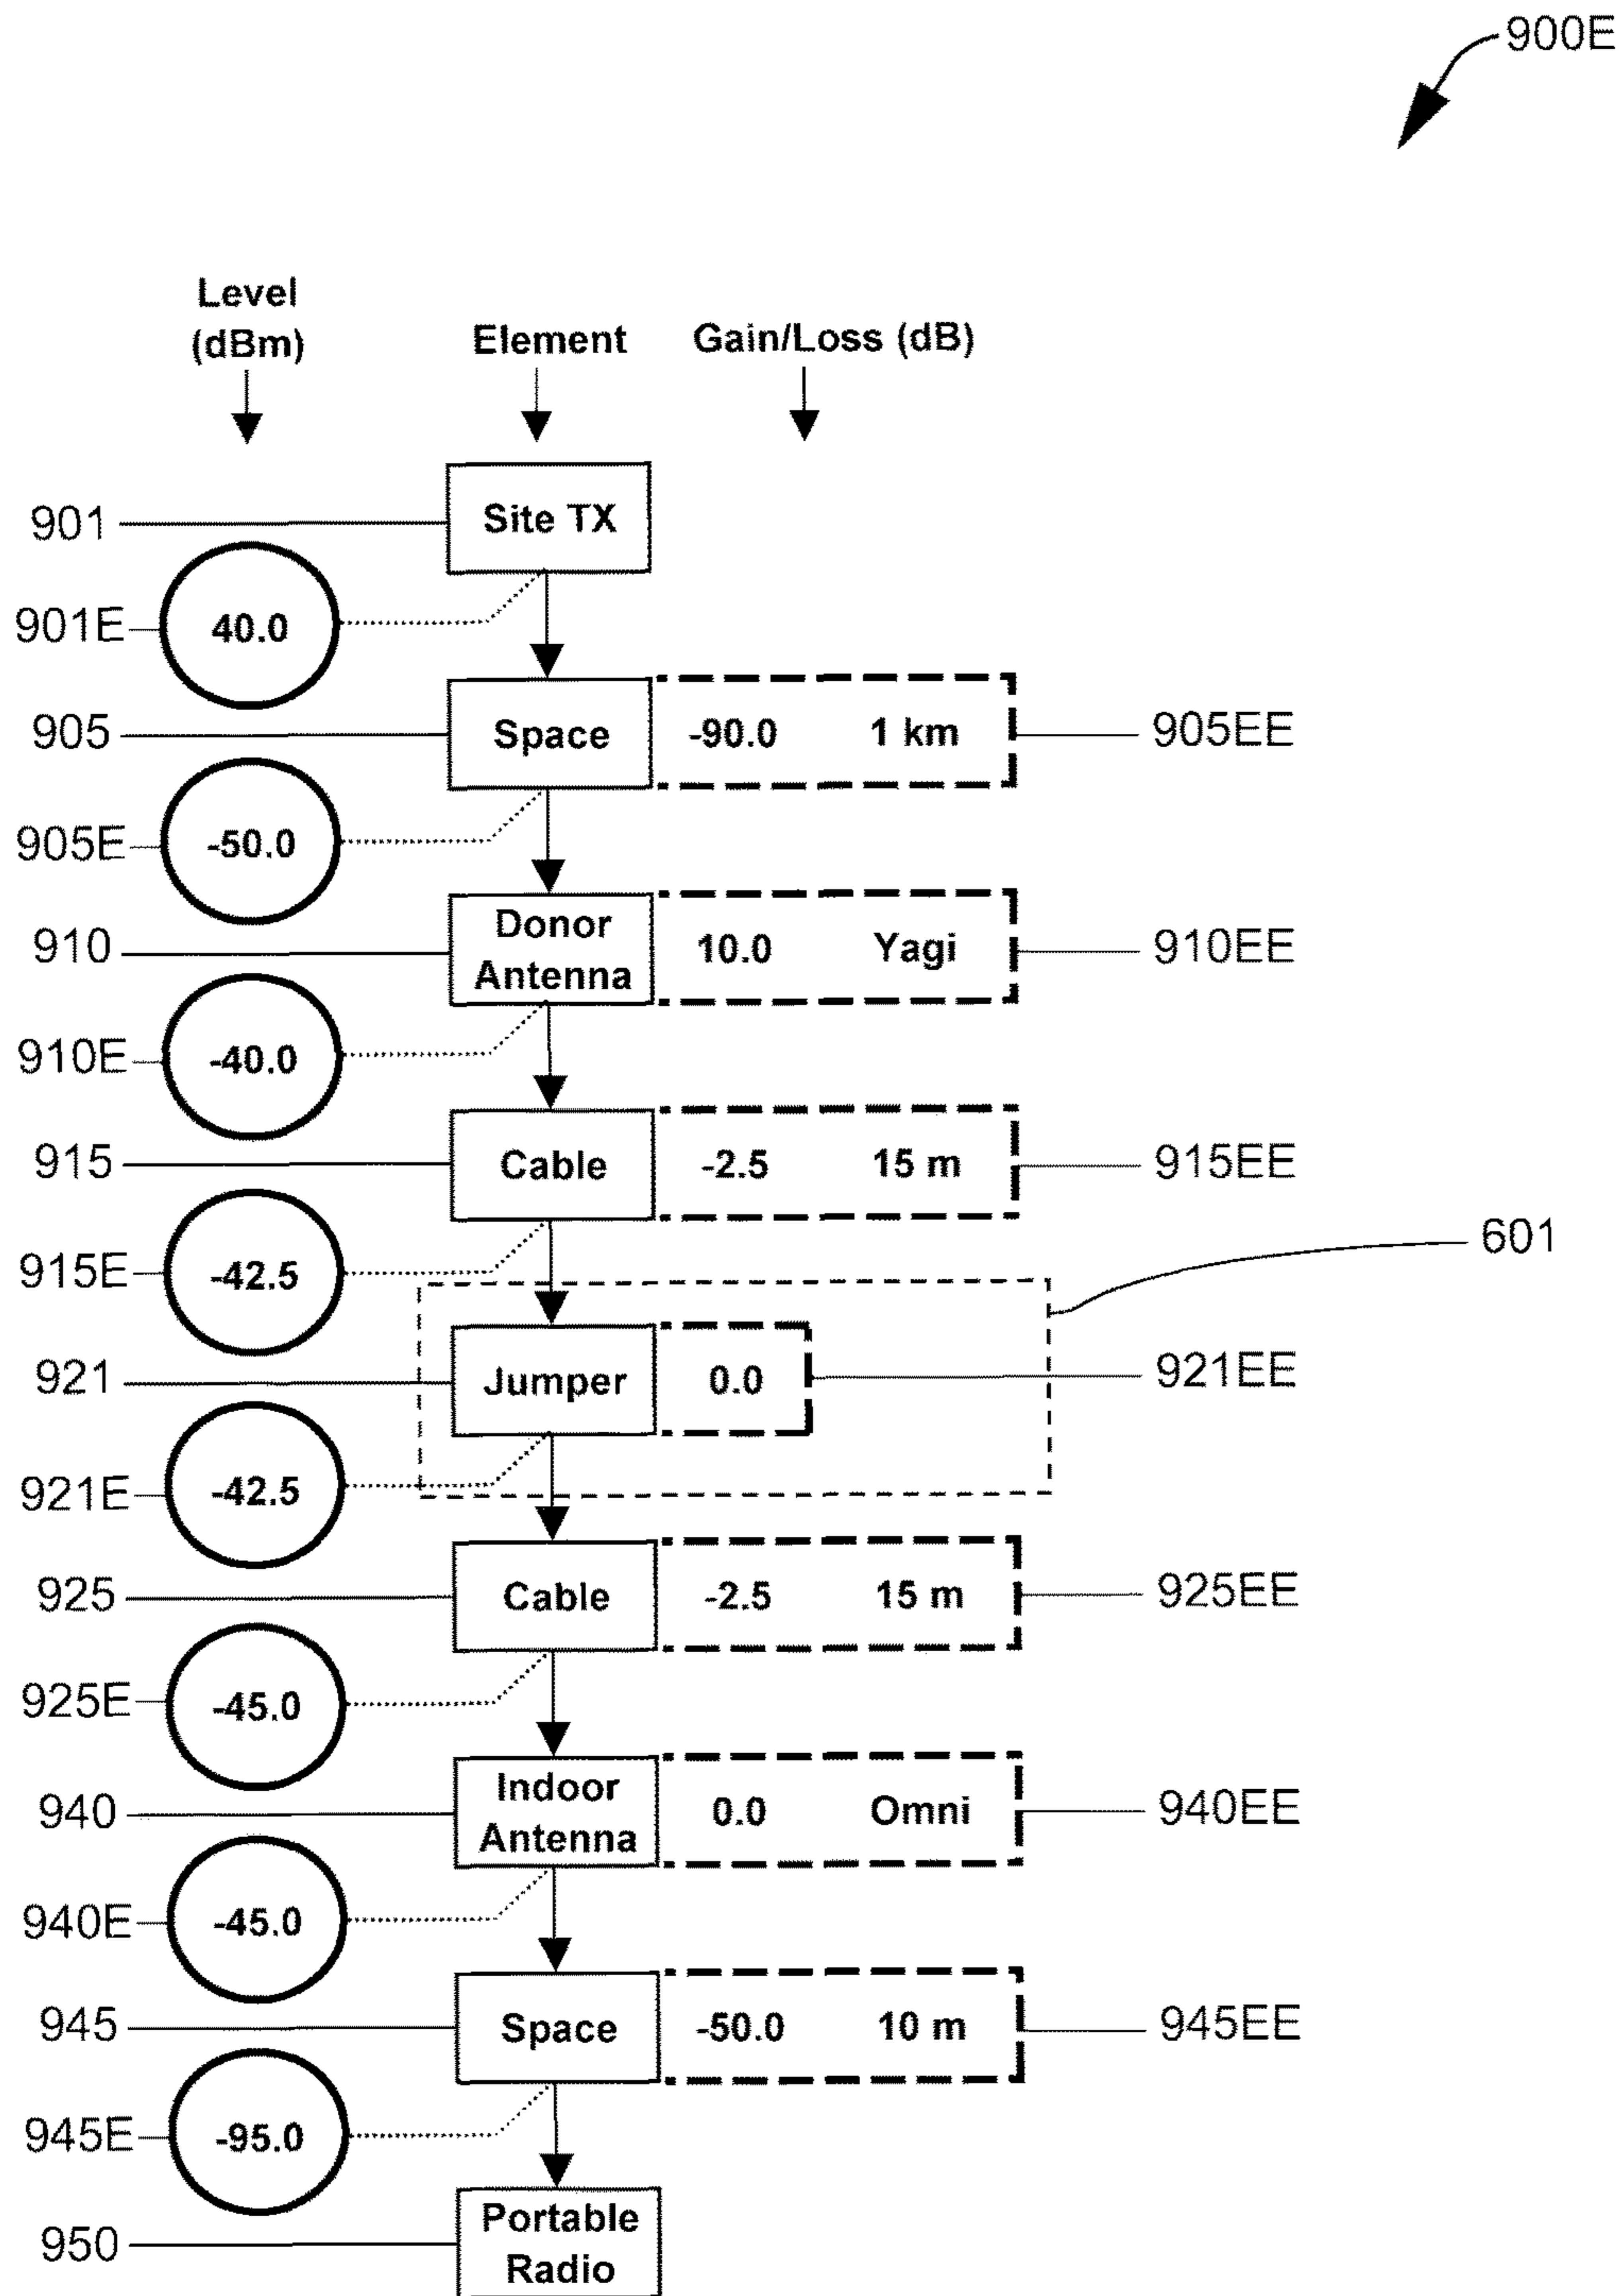 900E
Level
(dBm)
Element
Gain/Loss (dB)
901
Site TX
901E
40.0
905
Space
-90.0 1 km
905EE
905E
-50.0
910
Donor
Antenna
10.0 Yagi
910EE
910E
-40.0
915
Cable
-2.5 15 m
915EE
601
915E
-42.5
921
Jumper
0.0
921EE
921E
-42.5
925
Cable
-2.5 15 m
925EE
925E
-45.0
940
Indoor
Antenna
0.0 Omni
940EE
940E
-45.0
945
Space
-50.0 10 m
945EE
945E
-95.0
950
Portable
Radio